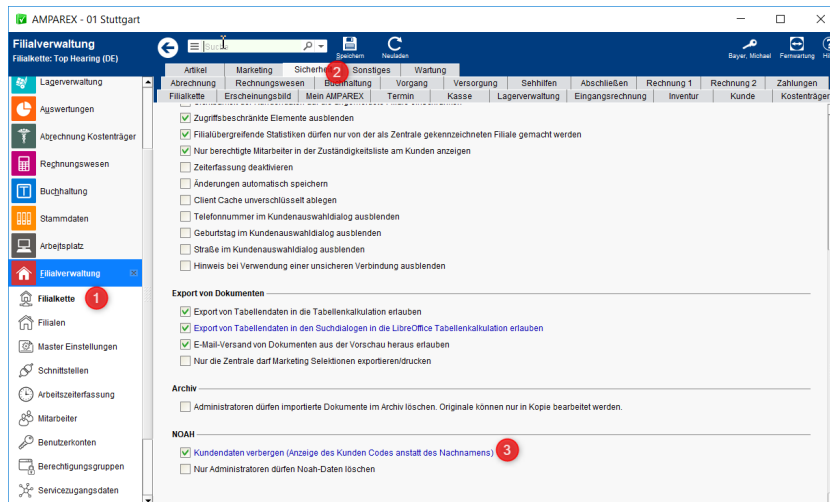 AMPAREX - 01 Stuttgart
Filialverwaltung
Filialkette: Top Hearing (DE)
Speichern
Neuladen
Bayer, Michael
Fernwartung
Artikel Marketing Sicherheit 2 Sonstiges Wartung
Abrechnung Rechnungswesen Buchhaltung Vorgang Versorgung Sehhilfen Abschließen Rechnung 1 Rechnung 2 Zahlungen
Filialkette Erscheinungsbild Mein AMPAREX Termin Kasse Lagerverwaltung Eingangsrechnung Inventur Kunde Kostenträger
Lagerverwaltung
Auswertungen
Abrechnung Kostenträger
Rechnungswesen
Buchhaltung
Stammdaten
Arbeitsplatz
Filialverwaltung
Filialkette 1
Filialen
Master Einstellungen
Schnittstellen
Arbeitszeiterfassung
Mitarbeiter
Benutzerkonten
Berechtigungsgruppen
Servicezugangsdaten
Zugriffsbeschränkte Elemente ausblenden
Filialübergreifende Statistiken dürfen nur von der als Zentrale gekennzeichneten Filiale gemacht werden
Nur berechtigte Mitarbeiter in der Zuständigkeitsliste am Kunden anzeigen
Zeiterfassung deaktivieren
Änderungen automatisch speichern
Client Cache unverschlüsselt ablegen
Telefonnummer im Kundenauswahldialog ausblenden
Geburtstag im Kundenauswahldialog ausblenden
Straße im Kundenauswahldialog ausblenden
Hinweis bei Verwendung einer unsicheren Verbindung ausblenden
Export von Dokumenten
Export von Tabellendaten in die Tabellenkalkulation erlauben
Export von Tabellendaten in den Suchdialogen in die LibreOffice Tabellenkalkulation erlauben
E-Mail-Versand von Dokumenten aus der Vorschau heraus erlauben
Nur die Zentrale darf Marketing Selektionen exportieren/drucken
Archiv
Administratoren dürfen importierte Dokumente im Archiv löschen. Originale können nur in Kopie bearbeitet werden.
NOAH
Kundendaten verbergen (Anzeige des Kunden Codes anstatt des Nachnamens) 3
Nur Administratoren dürfen Noah-Daten löschen